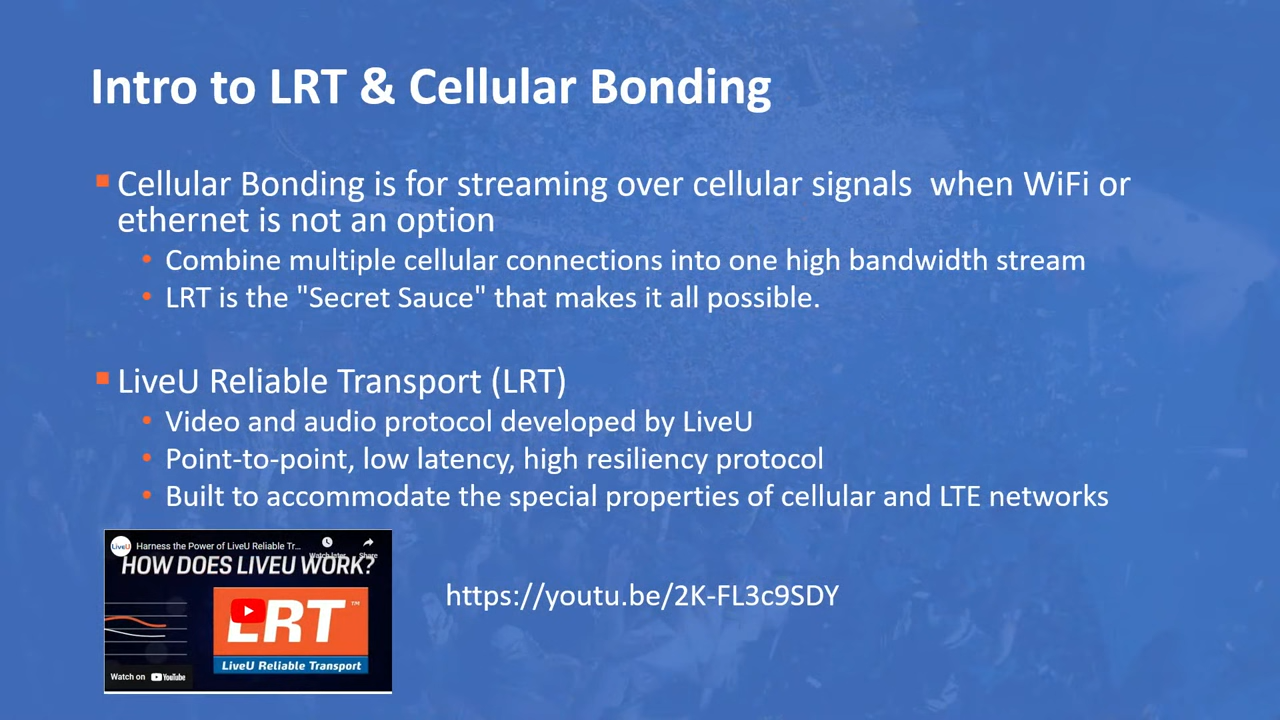 Intro to LRT & Cellular Bonding
Cellular Bonding is for streaming over cellular signals when WiFi or
ethernet is not an option
Combine multiple cellular connections into one high bandwidth stream
LRT is the "Secret Sauce" that makes it all possible.
LiveU Reliable Transport (LRT)
Video and audio protocol developed by LiveU
Point-to-point, low latency, high resiliency protocol
Built to accommodate the special properties of cellular and LTE networks
LiveU
Harness the Power of LiveU Reliable Tr...
Watch later
Share
HOW DOES LIVEU WORK?
LRT™
LiveU Reliable Transport
Watch on YouTube
https://youtu.be/2K-FL3c9SDY